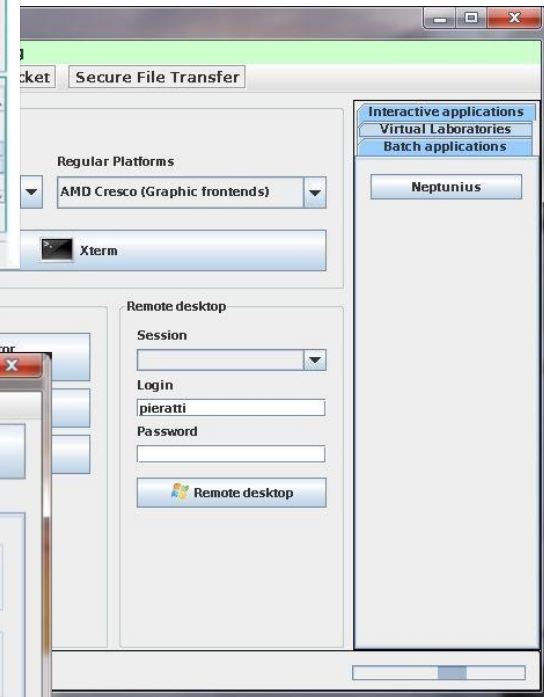 Secure File Transfer
Interactive applications
Virtual Laboratories
Batch applications
Neptunius
Regular Platforms
AMD Cresco (Graphic frontends)
Xterm
Remote desktop
Session
Login
pieratti
Password
Remote desktop